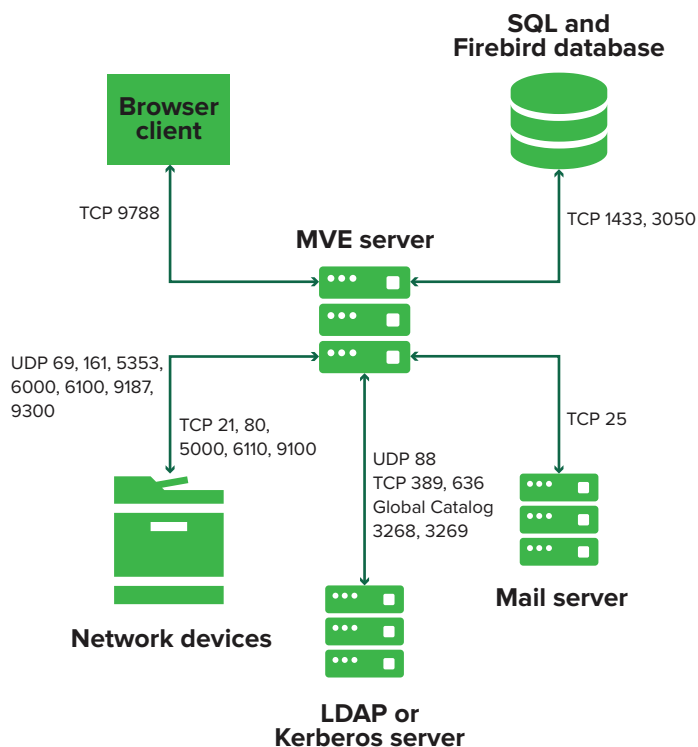 SQL and
Firebird database
Browser
client
TCP 9788
TCP 1433, 3050
MVE server
UDP 69, 161, 5353,
6000, 6100, 9187,
9300
TCP 21, 80,
5000, 6110, 9100
UDP 88
TCP 389, 636
Global Catalog
3268, 3269
TCP 25
Network devices
Mail server
LDAP or
Kerberos server